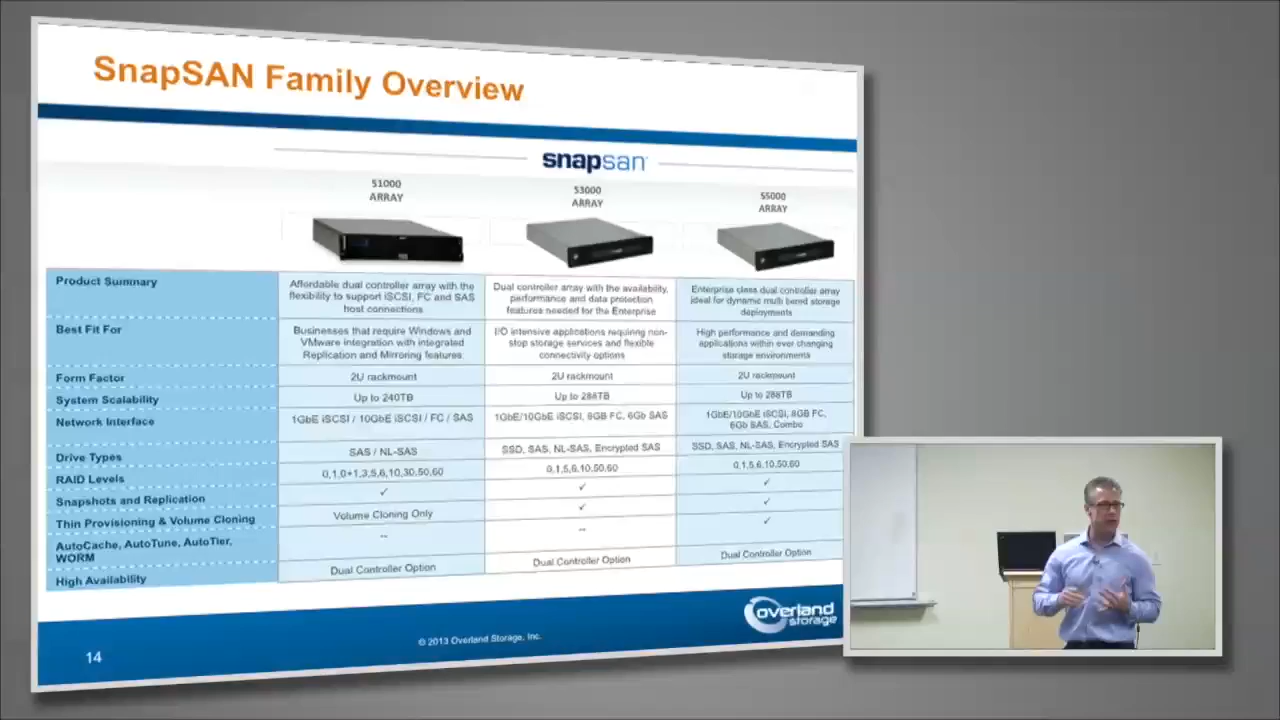 SnapSAN Family Overview
snapsan
S1000
ARRAY
S3000
ARRAY
S5000
ARRAY
Product Summary
Affordable dual controller array with the
flexibility to support iSCSI, FC and SAS
host connections
Dual controller array with the availability,
performance and data protection
features needed for the Enterprise
Enterprise class dual controller array
ideal for dynamic multi tiered storage
deployments
Best Fit For
Businesses that require Windows and
VMware integration with integrated
Replication and Mirroring features
I/O intensive applications requiring non-
stop storage services and flexible
connectivity options
High performance and demanding
applications within ever changing
storage environments
Form Factor
2U rackmount
2U rackmount
2U rackmount
System Scalability
Up to 240TB
Up to 288TB
Up to 288TB
Network Interface
1GbE iSCSI / 10GbE iSCSI / FC / SAS
1GbE/10GbE iSCSI, 8GB FC, 6Gb SAS
1GbE/10GbE iSCSI, 8GB FC,
6Gb SAS, Combo
Drive Types
SAS / NL-SAS
SSD, SAS, NL-SAS, Encrypted SAS
SSD, SAS, NL-SAS, Encrypted SAS
RAID Levels
0,1,0+1,3,5,6,10,30,50,60
0,1,5,6,10,50,60
0,1,5,6,10,50,60
Snapshots and Replication
✓
✓
✓
Thin Provisioning & Volume Cloning
Volume Cloning Only
✓
✓
AutoCache, AutoTune, AutoTier,
WORM
--
--
✓
High Availability
Dual Controller Option
Dual Controller Option
Dual Controller Option
14
© 2013 Overland Storage, Inc.
overland
storage